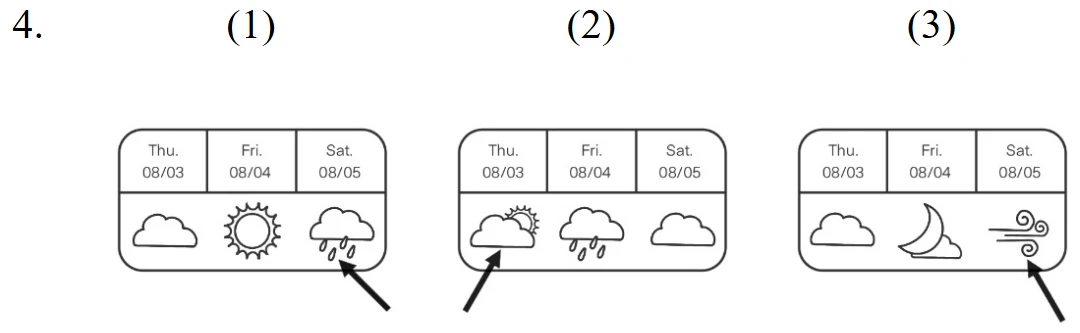 4. (1) (2) (3)
Thu. Fri. Sat. Thu. Fri. Sat. Thu. Fri. Sat.
08/03 08/04 08/05 08/03 08/04 08/05 08/03 08/04 08/05